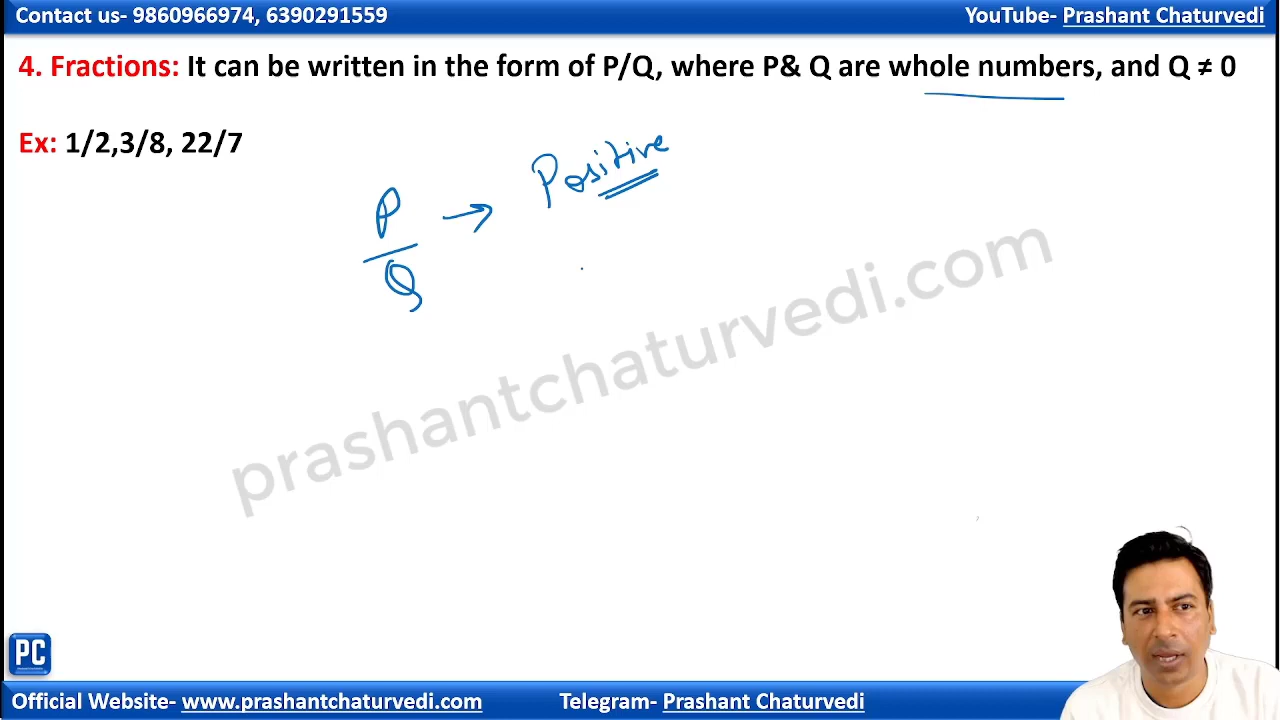 Contact us- 9860966974, 6390291559
YouTube- Prashant Chaturvedi
4. Fractions: It can be written in the form of P/Q, where P& Q are whole numbers, and Q ≠ 0
Ex: 1/2,3/8, 22/7
P
Q
→ Positive
prashantchaturvedi.com
PC
Official Website- www.prashantchaturvedi.com
Telegram- Prashant Chaturvedi